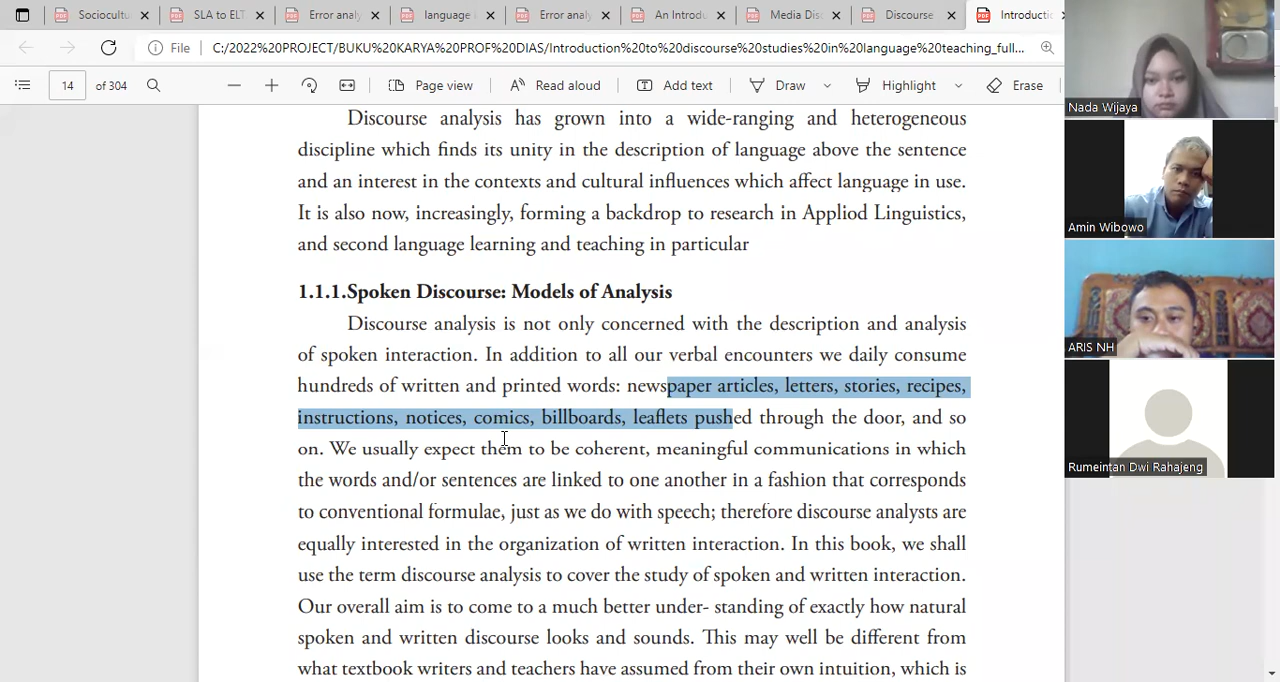 Sociocultu
SLA to ELT
Error analy
language
Error analy
An Introdu
Media Dis
Discourse
Introductio
File
C:/2022%20PROJECT/BUKU%20KARYA%20PROF%20DIAS/Introduction%20to%20discourse%20studies%20in%20language%20teaching_full...
14 of 304
Page view
Read aloud
Add text
Draw
Highlight
Erase
Discourse analysis has grown into a wide-ranging and heterogeneous
discipline which finds its unity in the description of language above the sentence
and an interest in the contexts and cultural influences which affect language in use.
It is also now, increasingly, forming a backdrop to research in Appliod Linguistics,
and second language learning and teaching in particular
1.1.1.Spoken Discourse: Models of Analysis
Discourse analysis is not only concerned with the description and analysis
of spoken interaction. In addition to all our verbal encounters we daily consume
hundreds of written and printed words: newspaper articles, letters, stories, recipes,
instructions, notices, comics, billboards, leaflets pushed through the door, and so
on. We usually expect them to be coherent, meaningful communications in which
the words and/or sentences are linked to one another in a fashion that corresponds
to conventional formulae, just as we do with speech; therefore discourse analysts are
equally interested in the organization of written interaction. In this book, we shall
use the term discourse analysis to cover the study of spoken and written interaction.
Our overall aim is to come to a much better under- standing of exactly how natural
spoken and written discourse looks and sounds. This may well be different from
what textbook writers and teachers have assumed from their own intuition, which is
Nada Wijaya
Amin Wibowo
ARIS NH
Rumeintan Dwi Rahajeng